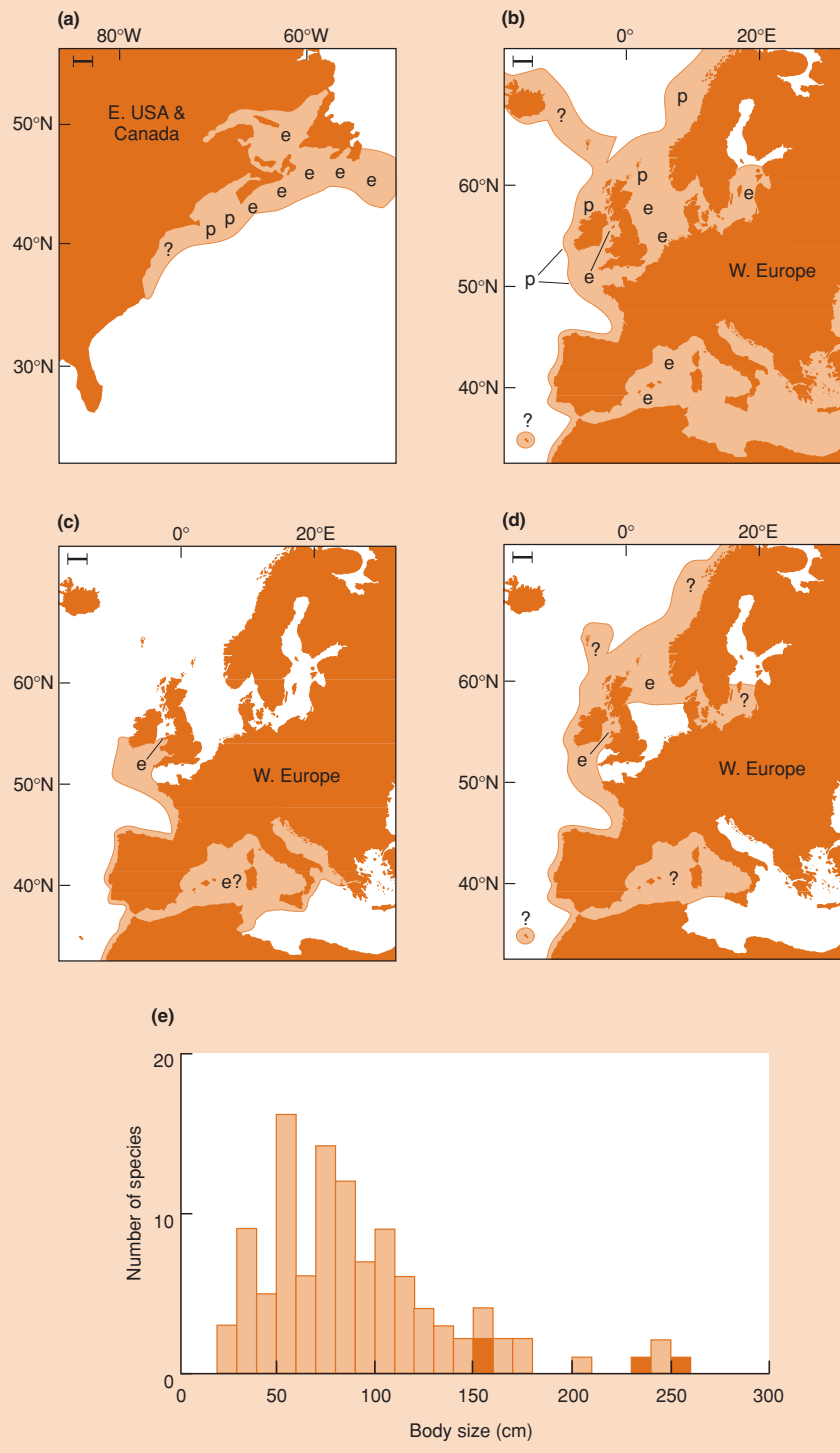 (a)
80°W 60°W
50°N
40°N
30°N
E. USA &
Canada
e
e e e
e
e
p p
?
(b)
0° 20°E
60°N
50°N
40°N
p
?
p
p
e
e
e
p
e
W. Europe
e
e
?
(c)
0° 20°E
60°N
50°N
40°N
e
W. Europe
e?
(d)
0° 20°E
60°N
50°N
40°N
?
?
e
?
e
W. Europe
?
?
(e)
20
10
0
Number of species
0 50 100 150 200 250 300
Body size (cm)